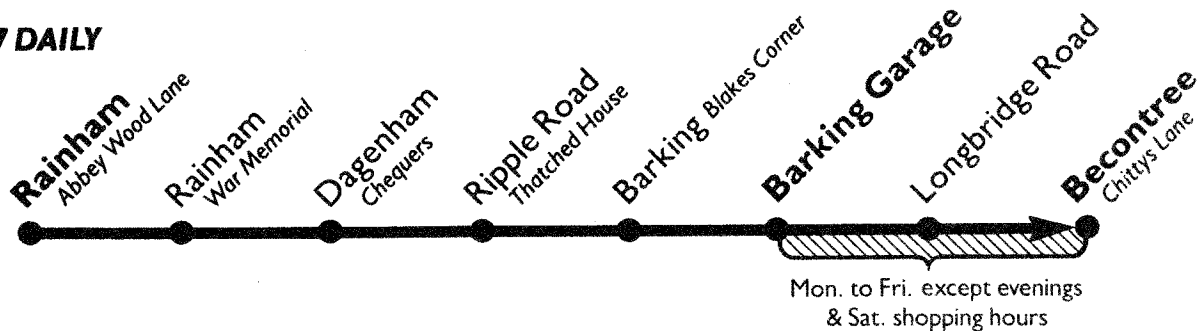 7 DAILY
Rainham
Abbey Wood Lane
Rainham
War Memorial
Dagenham
Chequers
Ripple Road
Thatched House
Barking Blakes Corner
Barking Garage
Longbridge Road
Becontree
Chittys Lane
Mon. to Fri. except evenings
& Sat. shopping hours